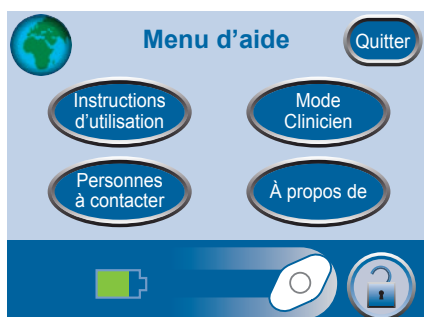 Menu d’aide
Quitter
Instructions
d’utilisation
Mode
Clinicien
Personnes
à contacter
À propos de